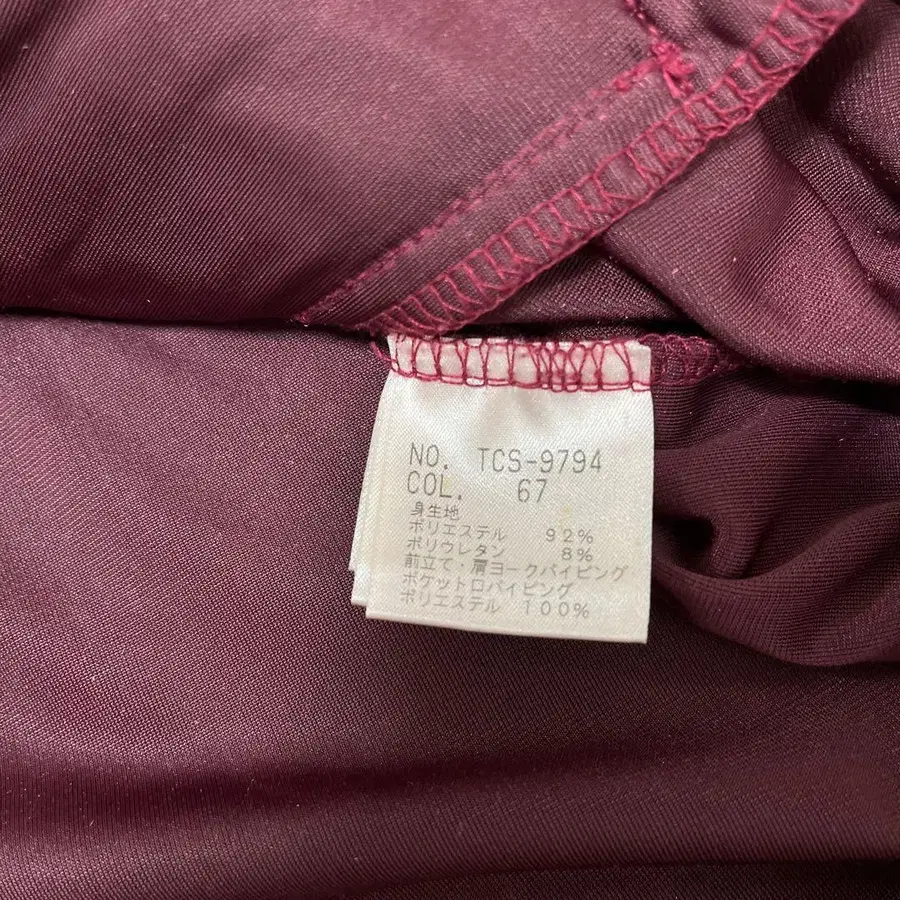 NO. TCS-9794
COL. 67
身生地
ポリエステル 92%
ポリウレタン 8%
前立て・肩ヨークパイピング
ポケット口パイピング
ポリエステル 100%